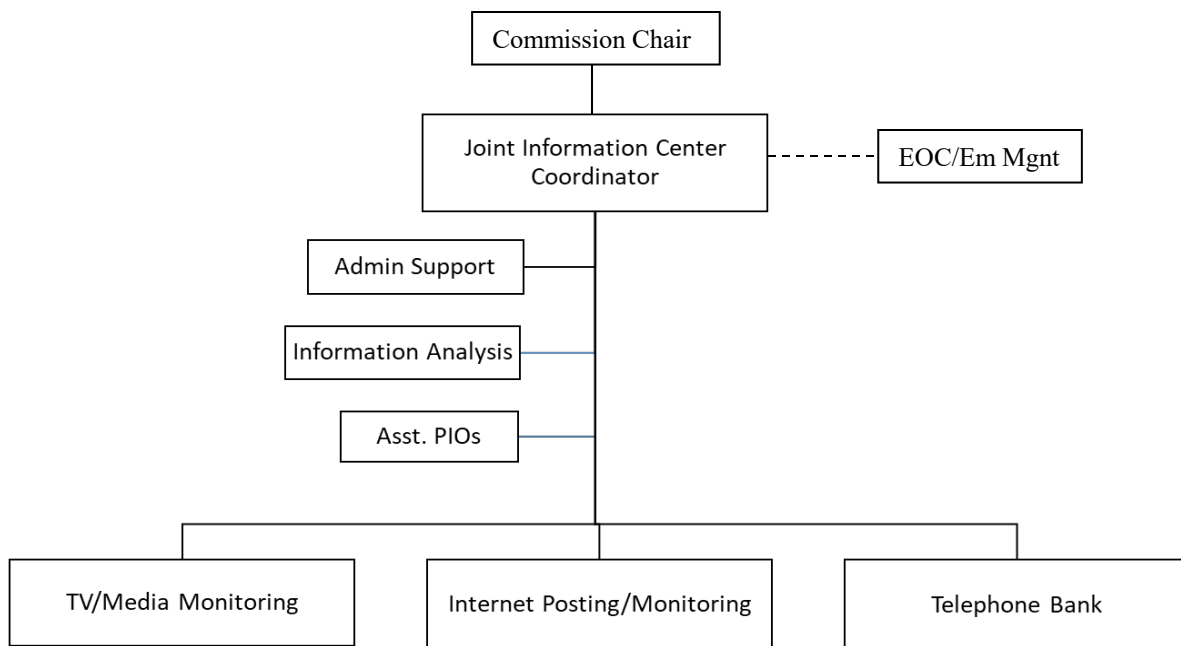 Commission Chair
Joint Information Center
Coordinator
EOC/Em Mgnt
Admin Support
Information Analysis
Asst. PIOs
TV/Media Monitoring
Internet Posting/Monitoring
Telephone Bank